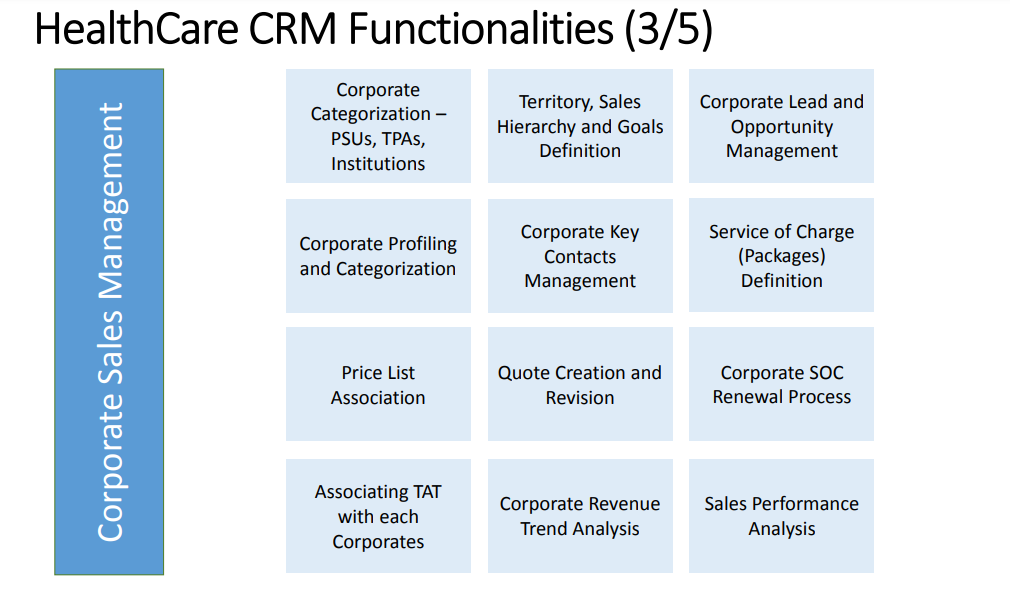 HealthCare CRM Functionalities (3/5)
Corporate Sales Management
Corporate
Categorization –
PSUs, TPAs,
Institutions
Territory, Sales
Hierarchy and Goals
Definition
Corporate Lead and
Opportunity
Management
Corporate Profiling
and Categorization
Corporate Key
Contacts
Management
Service of Charge
(Packages)
Definition
Price List
Association
Quote Creation and
Revision
Corporate SOC
Renewal Process
Associating TAT
with each
Corporates
Corporate Revenue
Trend Analysis
Sales Performance
Analysis